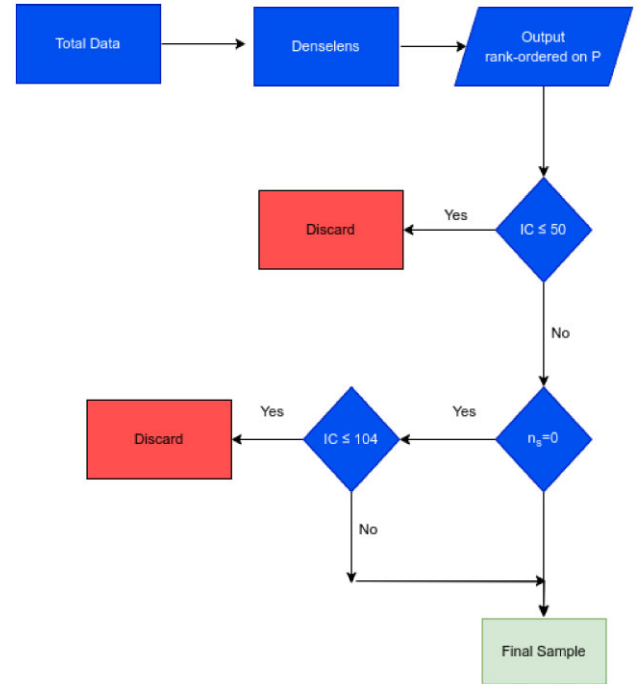 Total Data
Denselens
Output
rank-ordered on P
Discard
Yes
IC ≤ 50
No
Discard
Yes
IC ≤ 104
Yes
nₛ=0
No
Final Sample